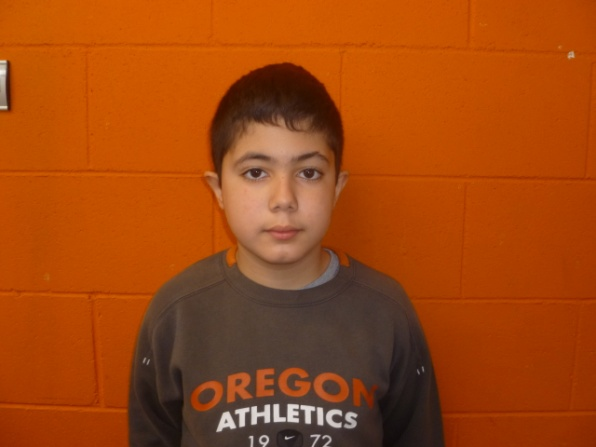 OREGON
ATHLETICS
19 72